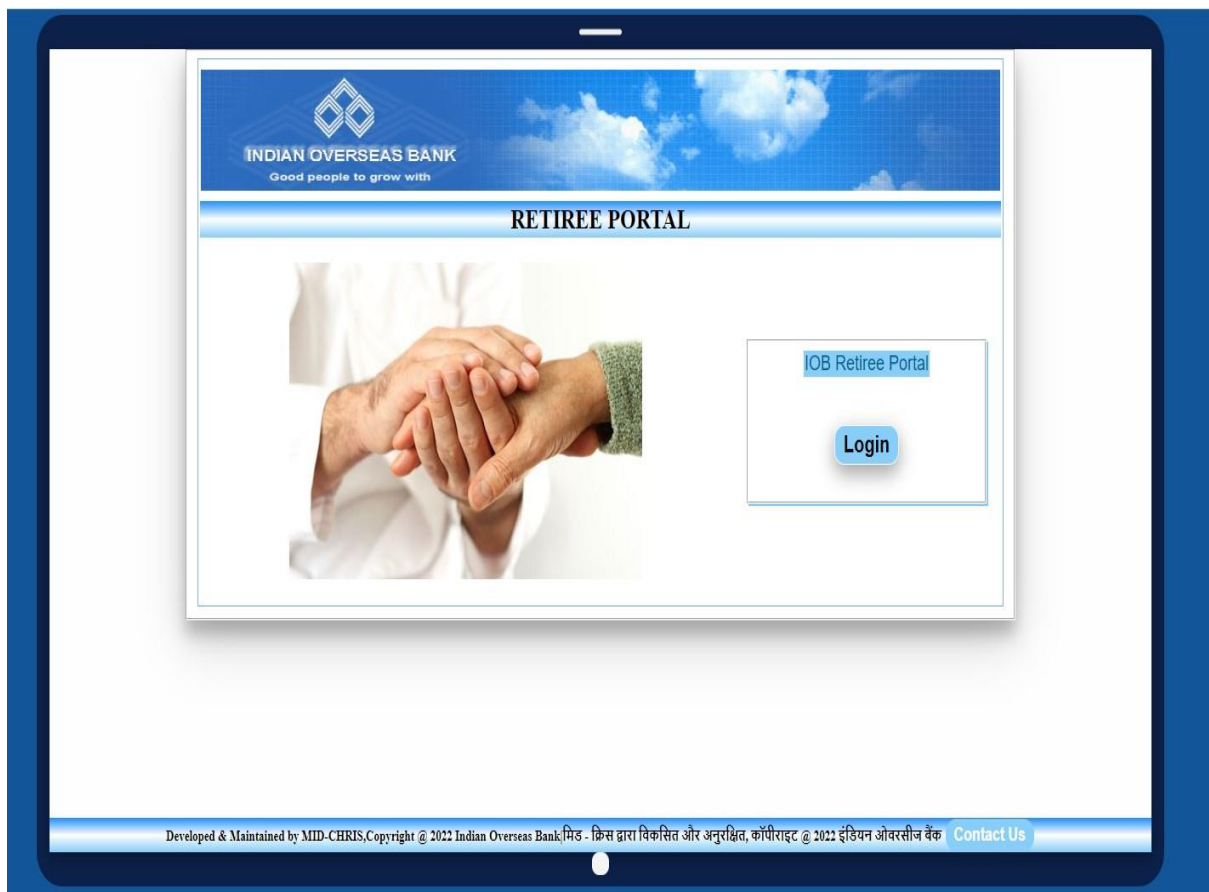 INDIAN OVERSEAS BANK
Good people to grow with
RETIREE PORTAL
IOB Retiree Portal
Login
Developed & Maintained by MID-CHRIS,Copyright @ 2022 Indian Overseas Bank|मिड - क्रिस द्वारा विकसित और अनुरक्षित, कॉपीराइट @ 2022 इंडियन ओवरसीज बैंक Contact Us